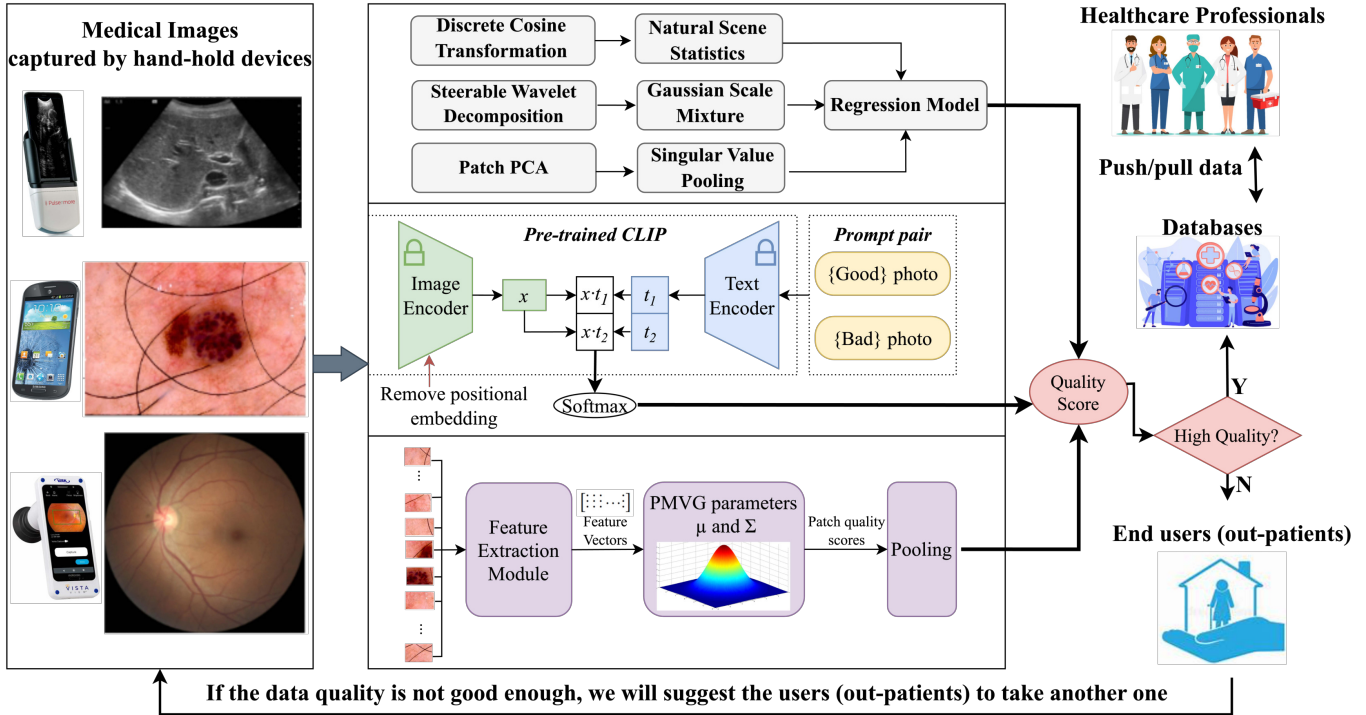 Medical Images
captured by hand-hold devices
Discrete Cosine
Transformation
Natural Scene
Statistics
Steerable Wavelet
Decomposition
Gaussian Scale
Mixture
Regression Model
Patch PCA
Singular Value
Pooling
Pre-trained CLIP
Image
Encoder
x
x·t1
x·t2
t1
t2
Text
Encoder
Prompt pair
{Good} photo
{Bad} photo
Remove positional
embedding
Softmax
Feature
Extraction
Module
Feature
Vectors
PMVG parameters
μ and Σ
Patch quality
scores
Pooling
Quality
Score
High Quality?
Y
N
Healthcare Professionals
Push/pull data
Databases
End users (out-patients)
VISTA
If the data quality is not good enough, we will suggest the users (out-patients) to take another one